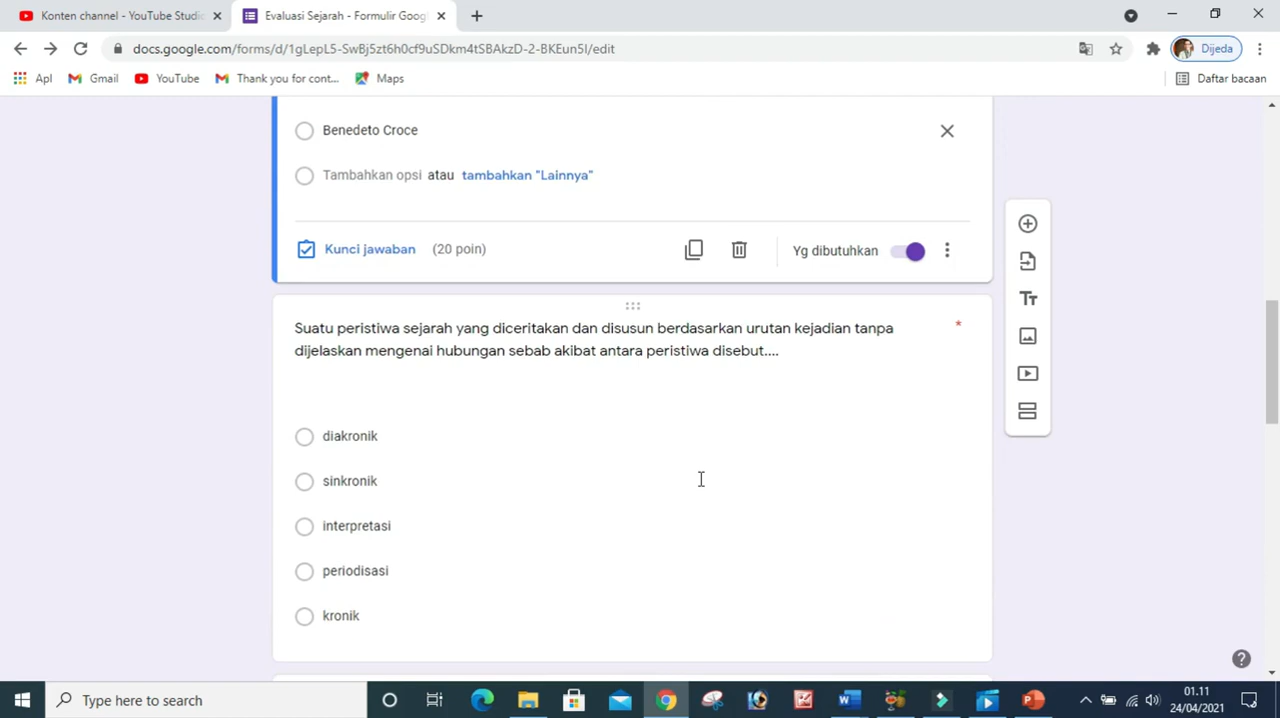 Konten channel - YouTube Studio
Evaluasi Sejarah - Formulir Goog
docs.google.com/forms/d/1gLepL5-SwBj5zt6h0cf9uSDkm4tSBAkzD-2-BKEun5I/edit
Dijeda
Apl
Gmail
YouTube
Thank you for cont...
Maps
Daftar bacaan
Benedeto Croce
Tambahkan opsi atau tambahkan "Lainnya"
Kunci jawaban (20 poin)
Yg dibutuhkan
Suatu peristiwa sejarah yang diceritakan dan disusun berdasarkan urutan kejadian tanpa *
dijelaskan mengenai hubungan sebab akibat antara peristiwa disebut....
diakronik
sinkronik
interpretasi
periodisasi
kronik
Type here to search
01.11
24/04/2021